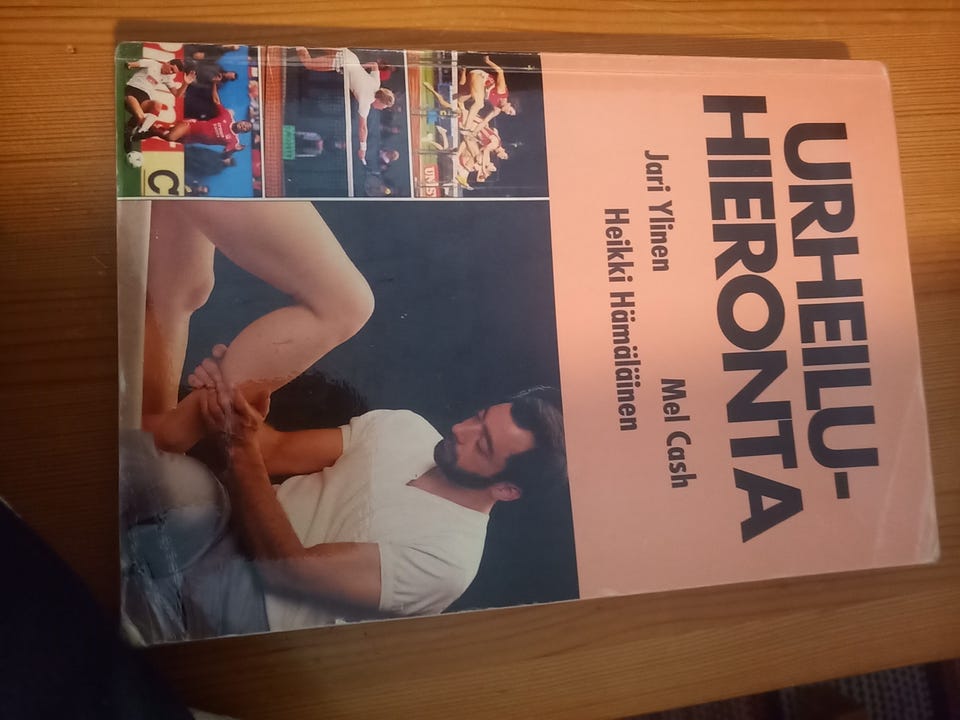 URHEILU-
HIERONTA
Jari Ylinen
Mel Cash
Heikki Hämäläinen
C